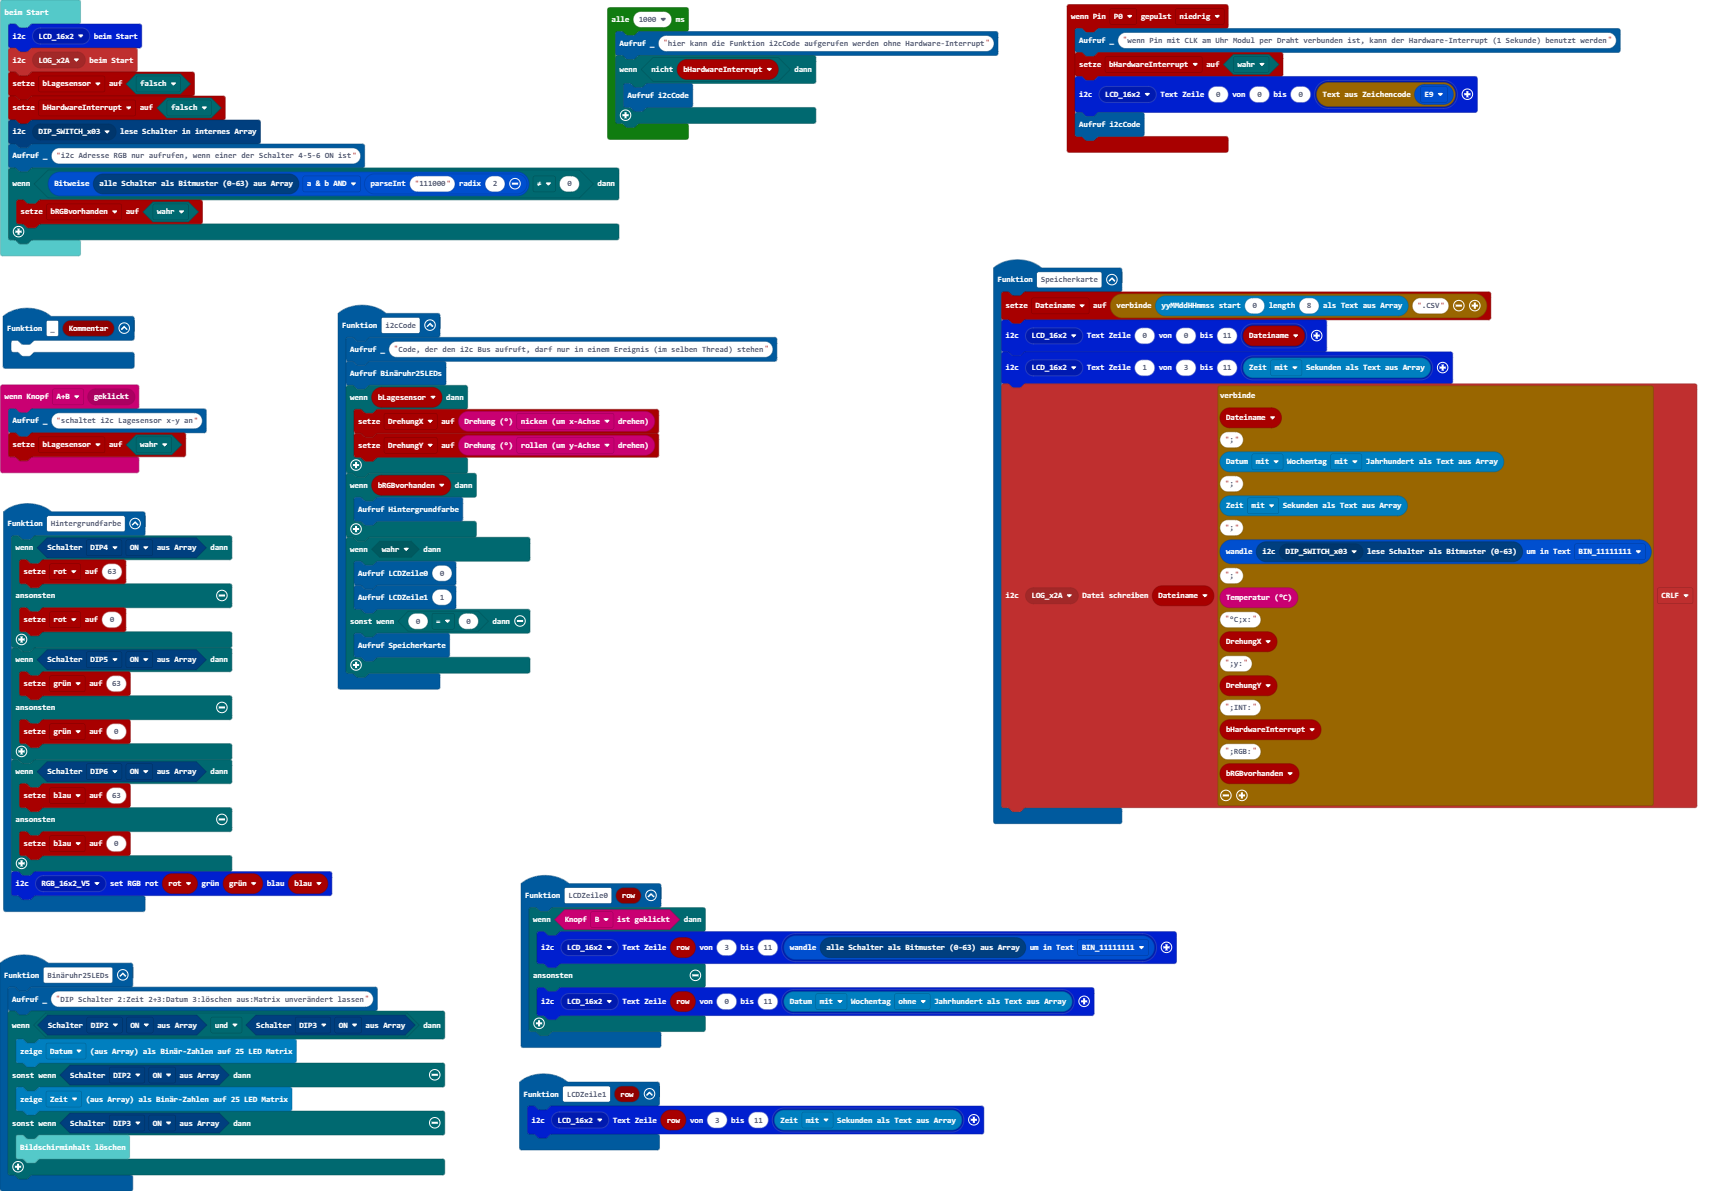 beim Start
i2c LCD_16x2 beim Start
i2c LOG_x2A beim Start
setze bLagesensor auf falsch
setze bHardwareInterrupt auf falsch
i2c DIP_SWITCH_x03 lese Schalter in internes Array
Aufruf _ "i2c Adresse RGB nur aufrufen, wenn einer der Schalter 4-5-6 ON ist"
wenn Bitweise alle Schalter als Bitmuster (0-63) aus Array a & b AND parseInt "111000" radix 2 ≠ 0 dann
setze bRGBvorhanden auf wahr
alle 1000 ms
Aufruf _ "hier kann die Funktion i2cCode aufgerufen werden ohne Hardware-Interrupt"
wenn nicht bHardwareInterrupt dann
Aufruf i2cCode
wenn Pin P0 gepulst niedrig
Aufruf _ "wenn Pin mit CLK am Uhr Modul per Draht verbunden ist, kann der Hardware-Interrupt (1 Sekunde) benutzt werden"
setze bHardwareInterrupt auf wahr
i2c LCD_16x2 Text Zeile 0 von 0 bis 0 Text aus Zeichencode E9
Aufruf i2cCode
Funktion _ Kommentar
wenn Knopf A+B geklickt
Aufruf _ "schaltet i2c Lagesensor x-y an"
setze bLagesensor auf wahr
Funktion Hintergrundfarbe
wenn Schalter DIP4 ON aus Array dann
setze rot auf 63
ansonsten
setze rot auf 0
wenn Schalter DIP5 ON aus Array dann
setze grün auf 63
ansonsten
setze grün auf 0
wenn Schalter DIP6 ON aus Array dann
setze blau auf 63
ansonsten
setze blau auf 0
i2c RGB_16x2_V5 set RGB rot rot grün grün blau blau
Funktion Binäruhr25LEDs
Aufruf _ "DIP Schalter 2:Zeit 2+3:Datum 3:löschen aus:Matrix unverändert lassen"
wenn Schalter DIP2 ON aus Array und Schalter DIP3 ON aus Array dann
zeige Datum (aus Array) als Binär-Zahlen auf 25 LED Matrix
sonst wenn Schalter DIP2 ON aus Array dann
zeige Zeit (aus Array) als Binär-Zahlen auf 25 LED Matrix
sonst wenn Schalter DIP3 ON aus Array dann
Bildschirminhalt löschen
Funktion i2cCode
Aufruf _ "Code, der den i2c Bus aufruft, darf nur in einem Ereignis (im selben Thread) stehen"
Aufruf Binäruhr25LEDs
wenn bLagesensor dann
setze DrehungX auf Drehung (°) nicken (um x-Achse drehen)
setze DrehungY auf Drehung (°) rollen (um y-Achse drehen)
wenn bRGBvorhanden dann
Aufruf Hintergrundfarbe
wenn wahr dann
Aufruf LCDZeile0 0
Aufruf LCDZeile1 1
sonst wenn 0 = 0 dann
Aufruf Speicherkarte
Funktion Speicherkarte
setze Dateiname auf verbinde yyMMddHHmmss start 0 length 8 als Text aus Array ".CSV"
i2c LCD_16x2 Text Zeile 0 von 0 bis 11 Dateiname
i2c LCD_16x2 Text Zeile 1 von 3 bis 11 Zeit mit Sekunden als Text aus Array
verbinde
Dateiname
";"
Datum mit Wochentag mit Jahrhundert als Text aus Array
";"
Zeit mit Sekunden als Text aus Array
";"
wandle i2c DIP_SWITCH_x03 lese Schalter als Bitmuster (0-63) um in Text BIN_11111111
";"
i2c LOG_x2A Datei schreiben Dateiname Temperatur (°C) CRLF
"°C;x:"
DrehungX
";y:"
DrehungY
";INT:"
bHardwareInterrupt
";RGB:"
bRGBvorhanden
Funktion LCDZeile0 row
wenn Knopf B ist geklickt dann
i2c LCD_16x2 Text Zeile row von 3 bis 11 wandle alle Schalter als Bitmuster (0-63) aus Array um in Text BIN_11111111
ansonsten
i2c LCD_16x2 Text Zeile row von 0 bis 11 Datum mit Wochentag ohne Jahrhundert als Text aus Array
Funktion LCDZeile1 row
i2c LCD_16x2 Text Zeile row von 3 bis 11 Zeit mit Sekunden als Text aus Array